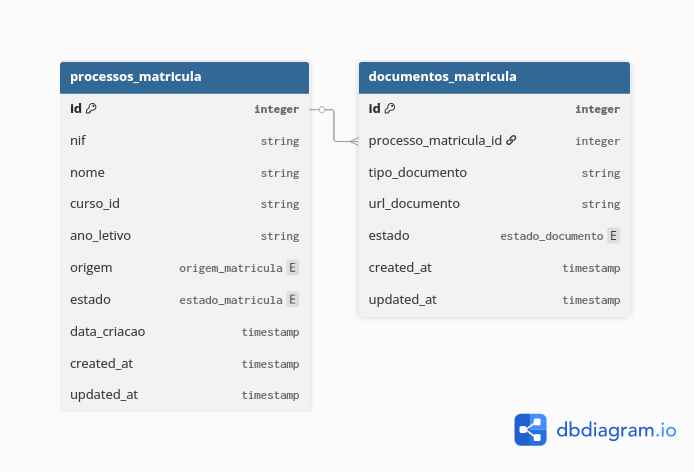 processos_matricula
id integer
nif string
nome string
curso_id string
ano_letivo string
origem origem_matricula E
estado estado_matricula E
data_criacao timestamp
created_at timestamp
updated_at timestamp
documentos_matricula
id integer
processo_matricula_id integer
tipo_documento string
url_documento string
estado estado_documento E
created_at timestamp
updated_at timestamp
dbdiagram.io